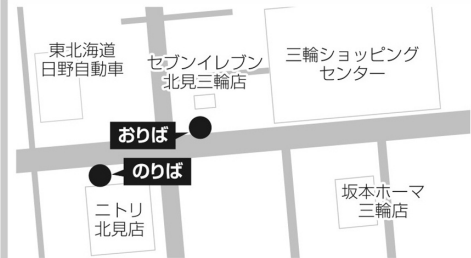 東北海道
日野自動車
セブンイレブン
北見三輪店
三輪ショッピング
センター
おりば
のりば
ニトリ
北見店
坂本ホーマ
三輪店